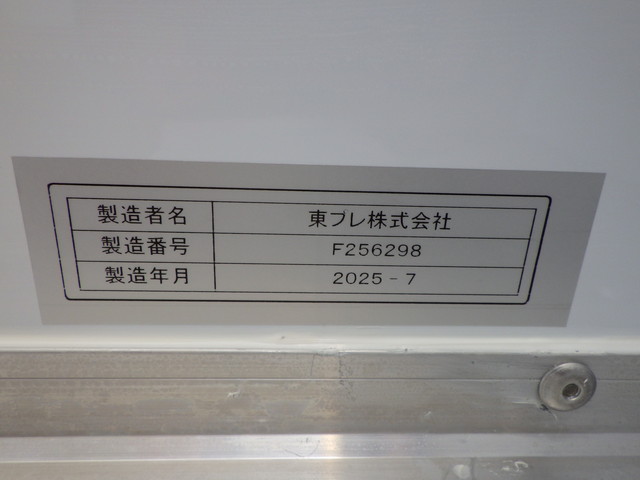 製造者名 東プレ株式会社
製造番号 F256298
製造年月 2025-7